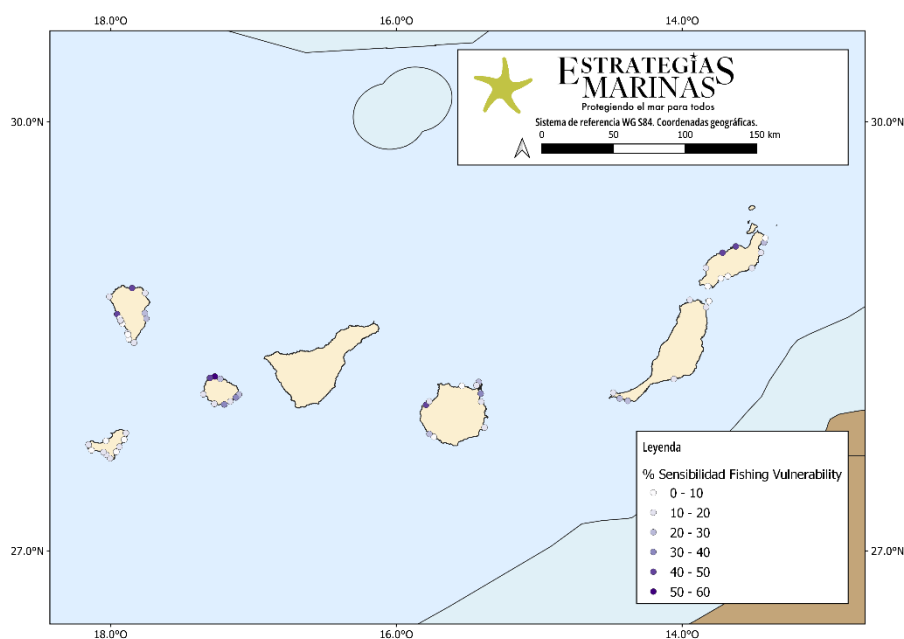 18.0°O 16.0°O 14.0°O
ESTRATEGIAS
MARINAS
Protegiendo el mar para todos
Sistema de referencia WG S84. Coordenadas geográficas.
0 50 100 150 km
30.0°N 30.0°N
Leyenda
% Sensibilidad Fishing Vulnerability
0 - 10
10 - 20
20 - 30
30 - 40
40 - 50
50 - 60
27.0°N 27.0°N
18.0°O 16.0°O 14.0°O